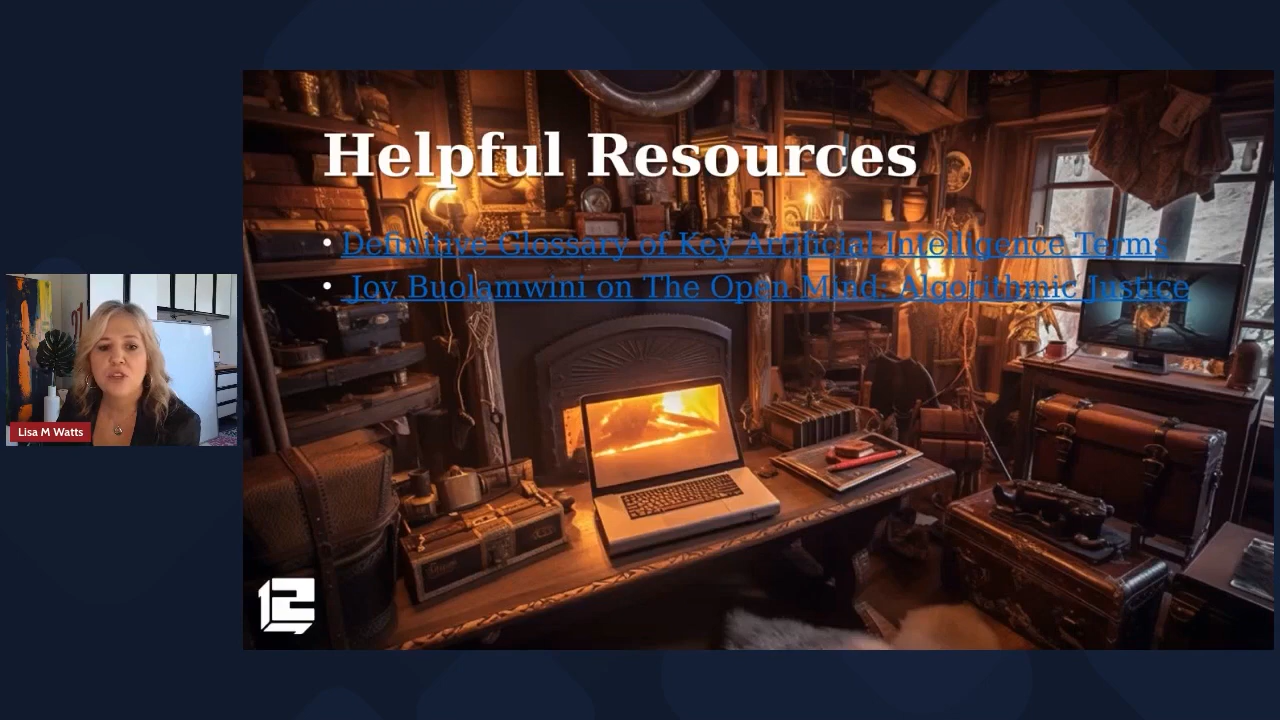 Helpful Resources
• Definitive Glossary of Key Artificial Intelligence Terms
• Joy Buolamwini on The Open Mind: Algorithmic Justice
Lisa M Watts